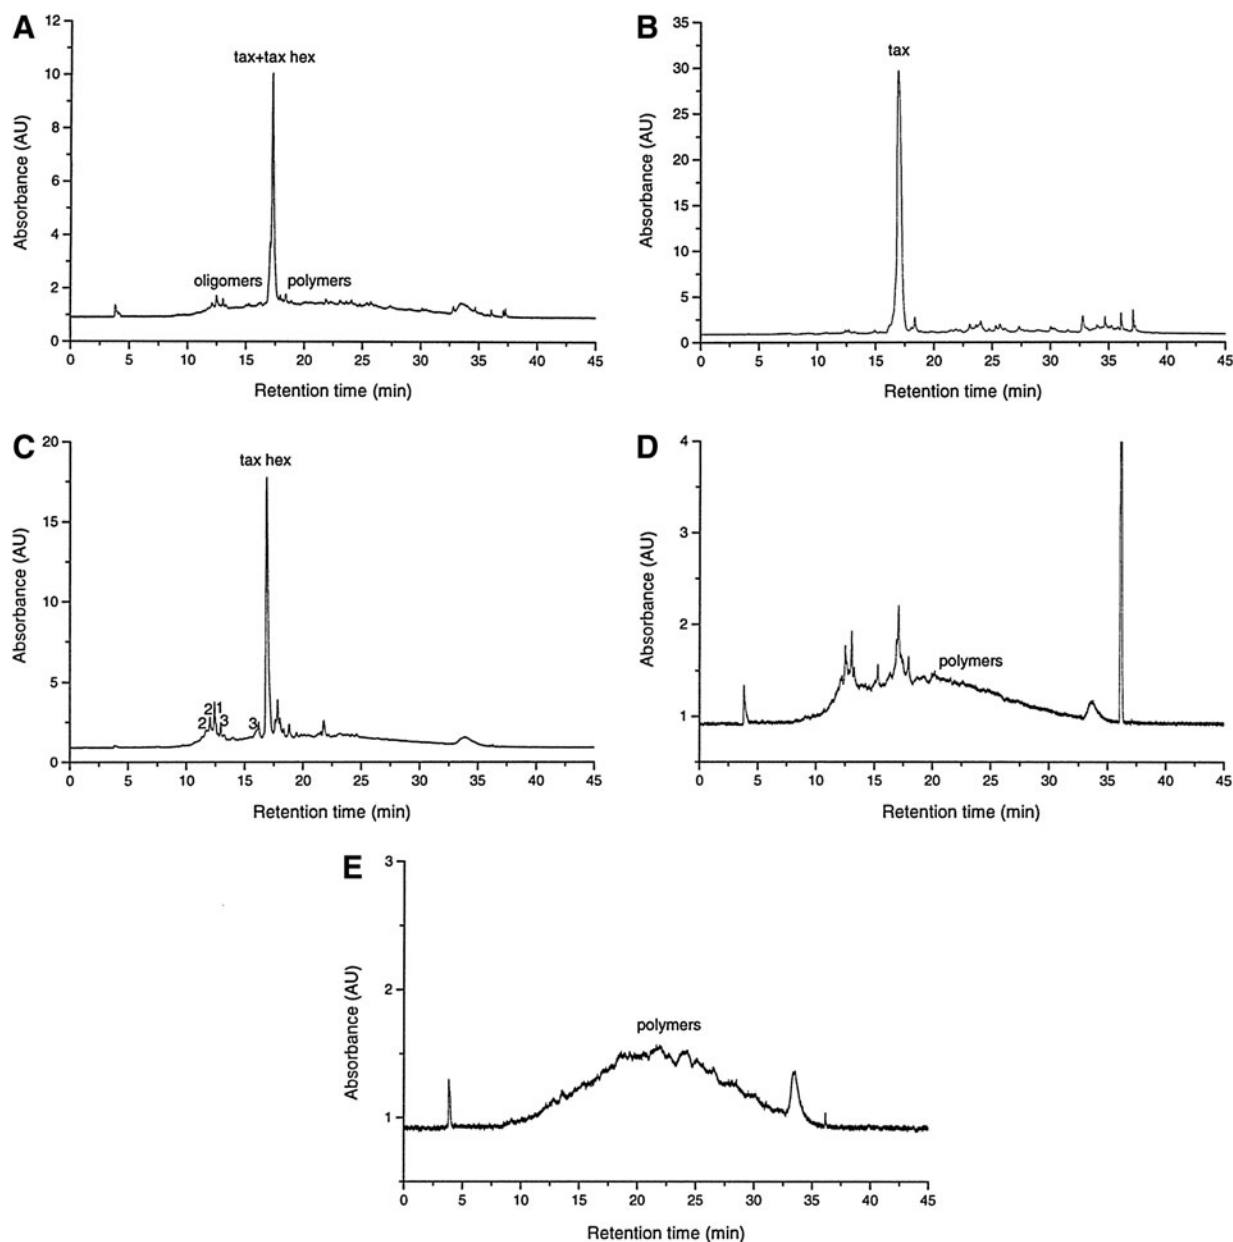 A
tax+tax hex
oligomers
polymers
Absorbance (AU)
12
10
8
6
4
2
0
0 5 10 15 20 25 30 35 40 45
Retention time (min)
B
tax
Absorbance (AU)
35
30
25
20
15
10
5
0
0 5 10 15 20 25 30 35 40 45
Retention time (min)
C
tax hex
2 2 1 3 3
Absorbance (AU)
20
15
10
5
0
0 5 10 15 20 25 30 35 40 45
Retention time (min)
D
polymers
Absorbance (AU)
4
3
2
1
0 5 10 15 20 25 30 35 40 45
Retention time (min)
E
polymers
Absorbance (AU)
3
2
1
0 5 10 15 20 25 30 35 40 45
Retention time (min)